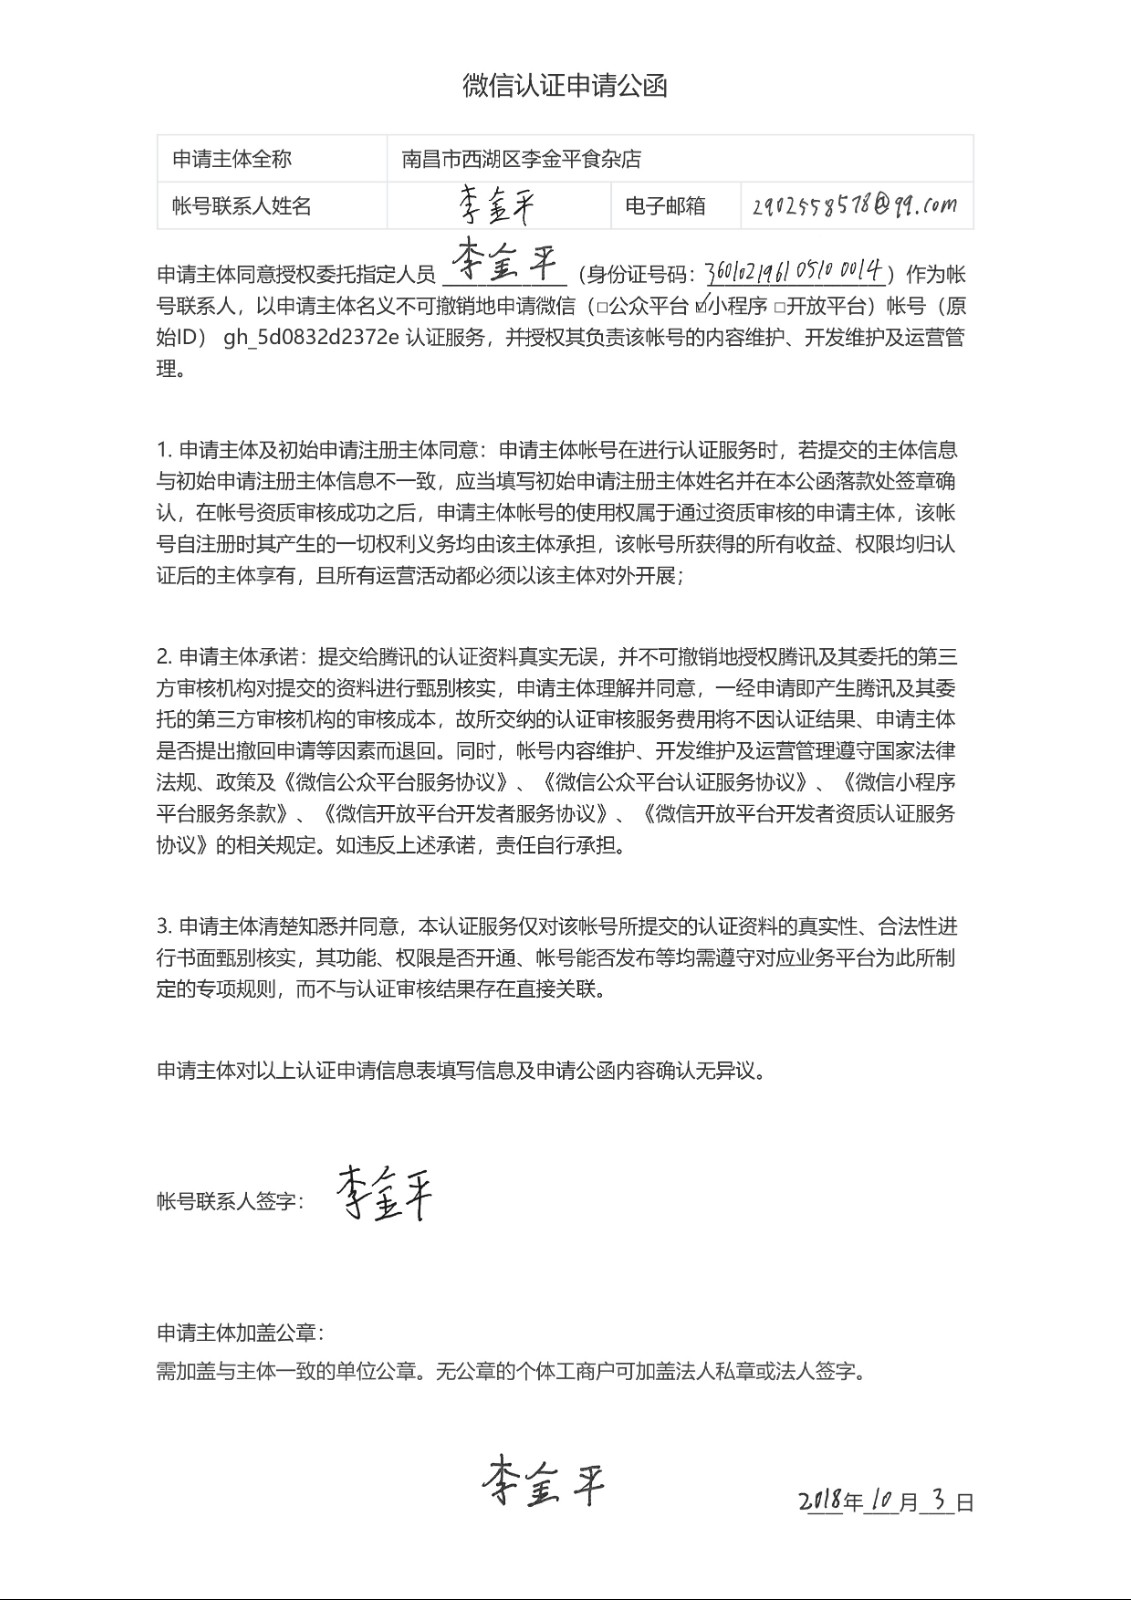 微信认证申请公函
申请主体全称 南昌市西湖区李金平食杂店
帐号联系人姓名 李金平 电子邮箱 2902558578@qq.com
申请主体同意授权委托指定人员 李金平 （身份证号码：360102196105100014）作为帐
号联系人，以申请主体名义不可撤销地申请微信（□公众平台 ☑小程序 □开放平台）帐号（原
始ID） gh_5d0832d2372e 认证服务，并授权其负责该帐号的内容维护、开发维护及运营管
理。
1. 申请主体及初始申请注册主体同意：申请主体帐号在进行认证服务时，若提交的主体信息
与初始申请注册主体信息不一致，应当填写初始申请注册主体姓名并在本公函落款处签章确
认，在帐号资质审核成功之后，申请主体帐号的使用权属于通过资质审核的申请主体，该帐
号自注册时其产生的一切权利义务均由该主体承担，该帐号所获得的所有收益、权限均归认
证后的主体享有，且所有运营活动都必须以该主体对外开展；
2. 申请主体承诺：提交给腾讯的认证资料真实无误，并不可撤销地授权腾讯及其委托的第三
方审核机构对提交的资料进行甄别核实，申请主体理解并同意，一经申请即产生腾讯及其委
托的第三方审核机构的审核成本，故所交纳的认证审核服务费用将不因认证结果、申请主体
是否提出撤回申请等因素而退回。同时，帐号内容维护、开发维护及运营管理遵守国家法律
法规、政策及《微信公众平台服务协议》、《微信公众平台认证服务协议》、《微信小程序
平台服务条款》、《微信开放平台开发者服务协议》、《微信开放平台开发者资质认证服务
协议》的相关规定。如违反上述承诺，责任自行承担。
3. 申请主体清楚知悉并同意，本认证服务仅对该帐号所提交的认证资料的真实性、合法性进
行书面甄别核实，其功能、权限是否开通、帐号能否发布等均需遵守对应业务平台为此所制
定的专项规则，而不与认证审核结果存在直接关联。
申请主体对以上认证申请信息表填写信息及申请公函内容确认无异议。
帐号联系人签字： 李金平
申请主体加盖公章：
需加盖与主体一致的单位公章。无公章的个体工商户可加盖法人私章或法人签字。
李金平
2018年10月3日